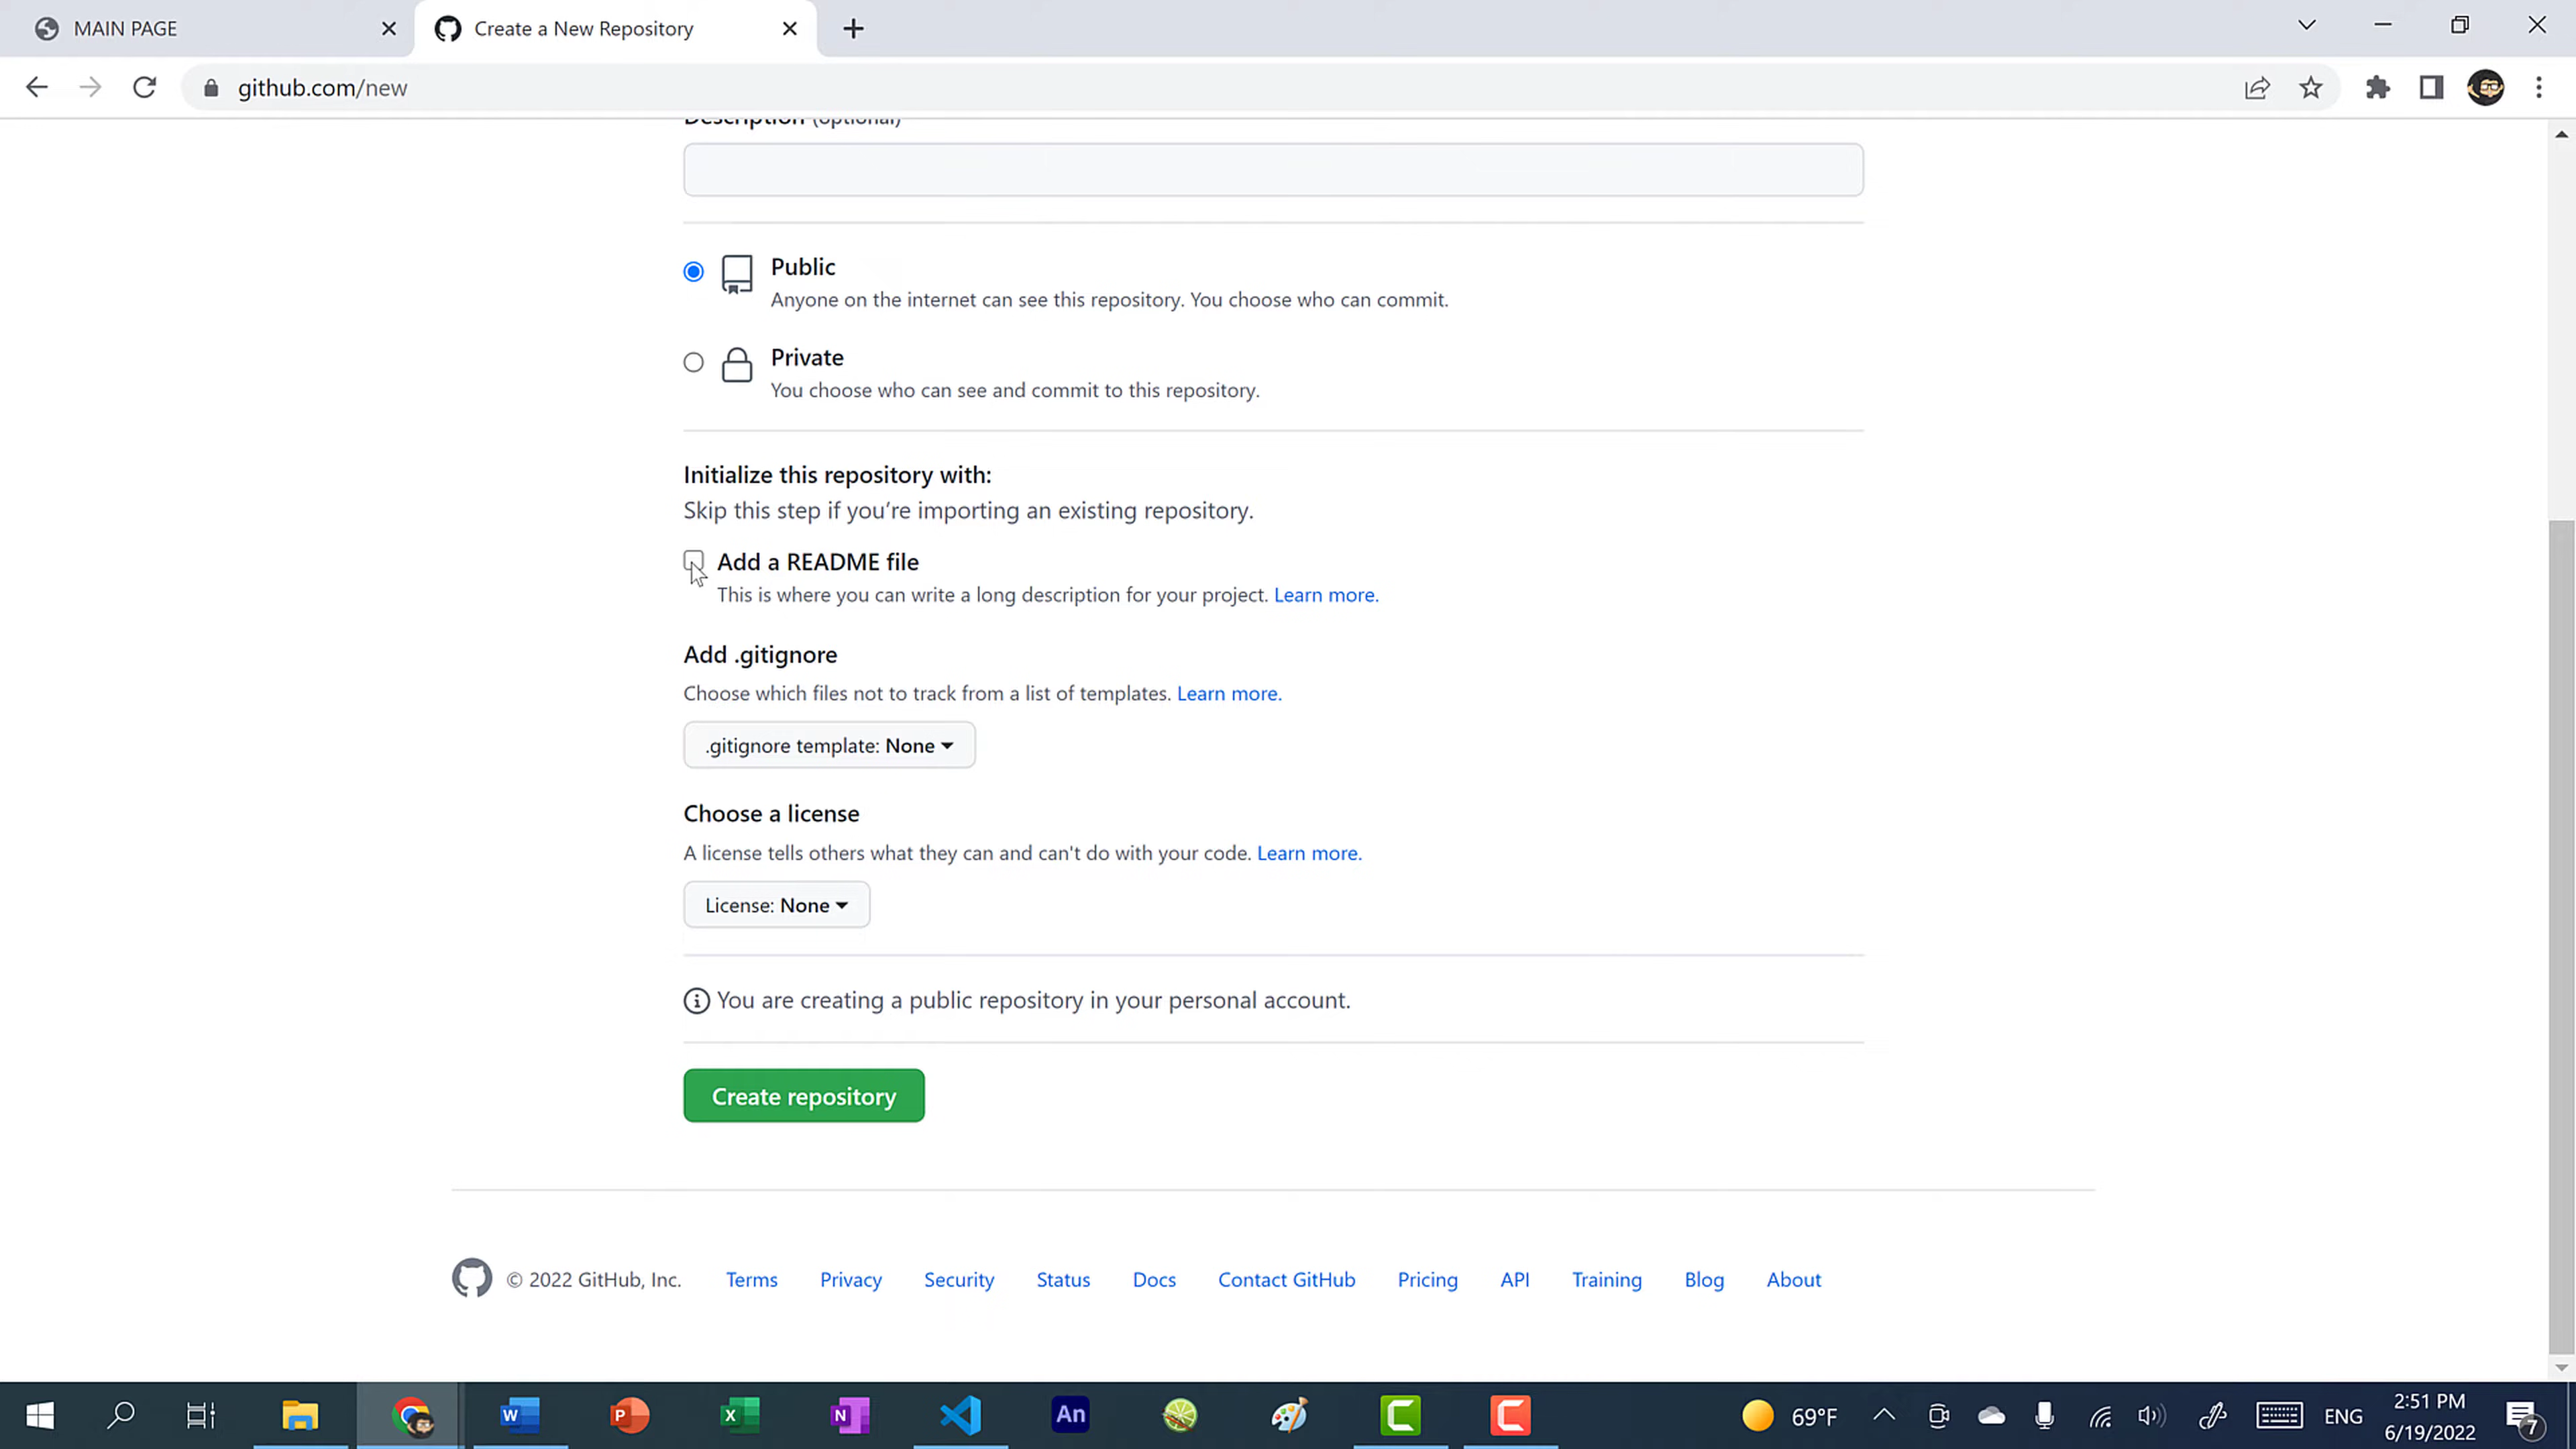 MAIN PAGE
Create a New Repository
github.com/new
Description (optional)
Public
Anyone on the internet can see this repository. You choose who can commit.
Private
You choose who can see and commit to this repository.
Initialize this repository with:
Skip this step if you’re importing an existing repository.
Add a README file
This is where you can write a long description for your project. Learn more.
Add .gitignore
Choose which files not to track from a list of templates. Learn more.
.gitignore template: None
Choose a license
A license tells others what they can and can't do with your code. Learn more.
License: None
You are creating a public repository in your personal account.
Create repository
© 2022 GitHub, Inc. Terms Privacy Security Status Docs Contact GitHub Pricing API Training Blog About
W P X N An C C 69°F ENG 2:51 PM 7
6/19/2022